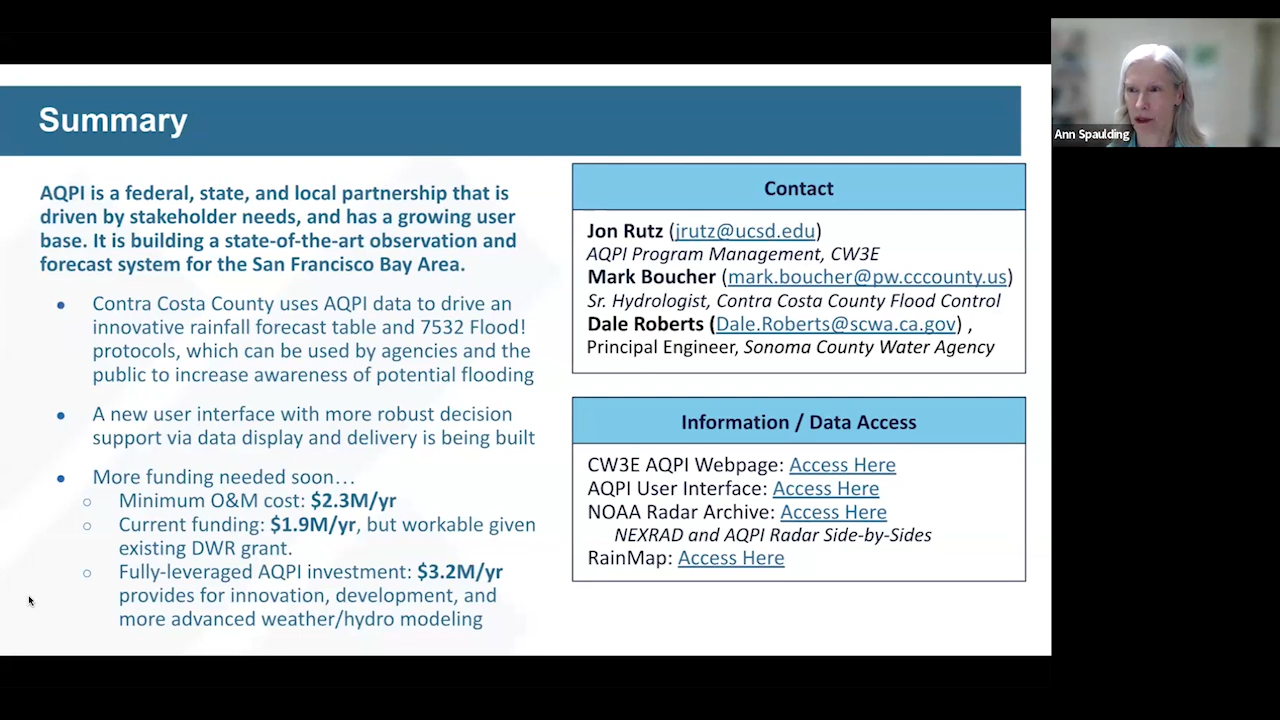 Summary
AQPI is a federal, state, and local partnership that is
driven by stakeholder needs, and has a growing user
base. It is building a state-of-the-art observation and
forecast system for the San Francisco Bay Area.
● Contra Costa County uses AQPI data to drive an
innovative rainfall forecast table and 7532 Flood!
protocols, which can be used by agencies and the
public to increase awareness of potential flooding
● A new user interface with more robust decision
support via data display and delivery is being built
● More funding needed soon…
○ Minimum O&M cost: $2.3M/yr
○ Current funding: $1.9M/yr, but workable given
existing DWR grant.
○ Fully-leveraged AQPI investment: $3.2M/yr
provides for innovation, development, and
more advanced weather/hydro modeling
Contact
Jon Rutz (jrutz@ucsd.edu)
AQPI Program Management, CW3E
Mark Boucher (mark.boucher@pw.cccounty.us)
Sr. Hydrologist, Contra Costa County Flood Control
Dale Roberts (Dale.Roberts@scwa.ca.gov) ,
Principal Engineer, Sonoma County Water Agency
Information / Data Access
CW3E AQPI Webpage: Access Here
AQPI User Interface: Access Here
NOAA Radar Archive: Access Here
NEXRAD and AQPI Radar Side-by-Sides
RainMap: Access Here
Ann Spaulding